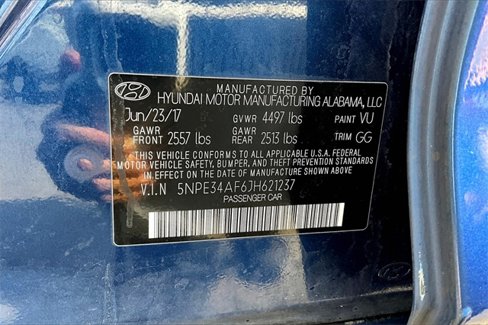 MANUFACTURED BY
HYUNDAI MOTOR MANUFACTURING ALABAMA, LLC
Jun/23/17 GVWR 4497 lbs PAINT VU
GAWR FRONT 2557 lbs GAWR REAR 2513 lbs TRIM GG
THIS VEHICLE CONFORMS TO ALL APPLICABLE U.S.A FEDERAL
MOTOR VEHICLE SAFETY, BUMPER, AND THEFT PREVENTION STANDARDS
IN EFFECT ON THE DATE OF MANUFACTURE SHOWN ABOVE.
V.I.N 5NPE34AF6JH621237
PASSENGER CAR